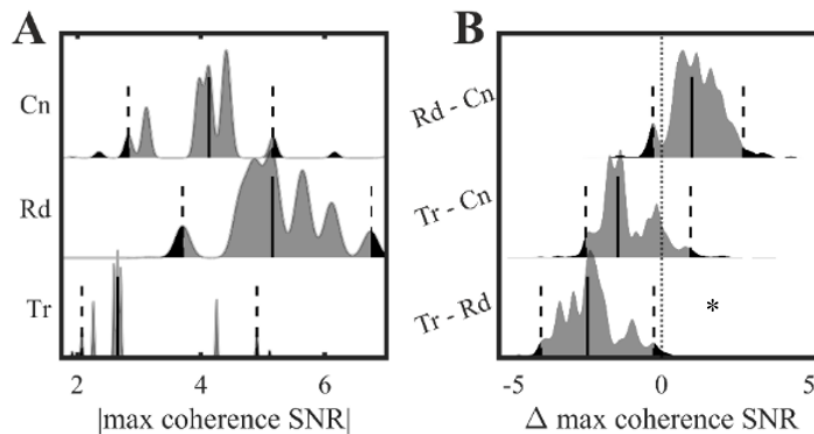 A
B
Cn
Rd
Tr
2 4 6
|max coherence SNR|
Rd - Cn
Tr - Cn
Tr - Rd
*
-5 0 5
Δ max coherence SNR